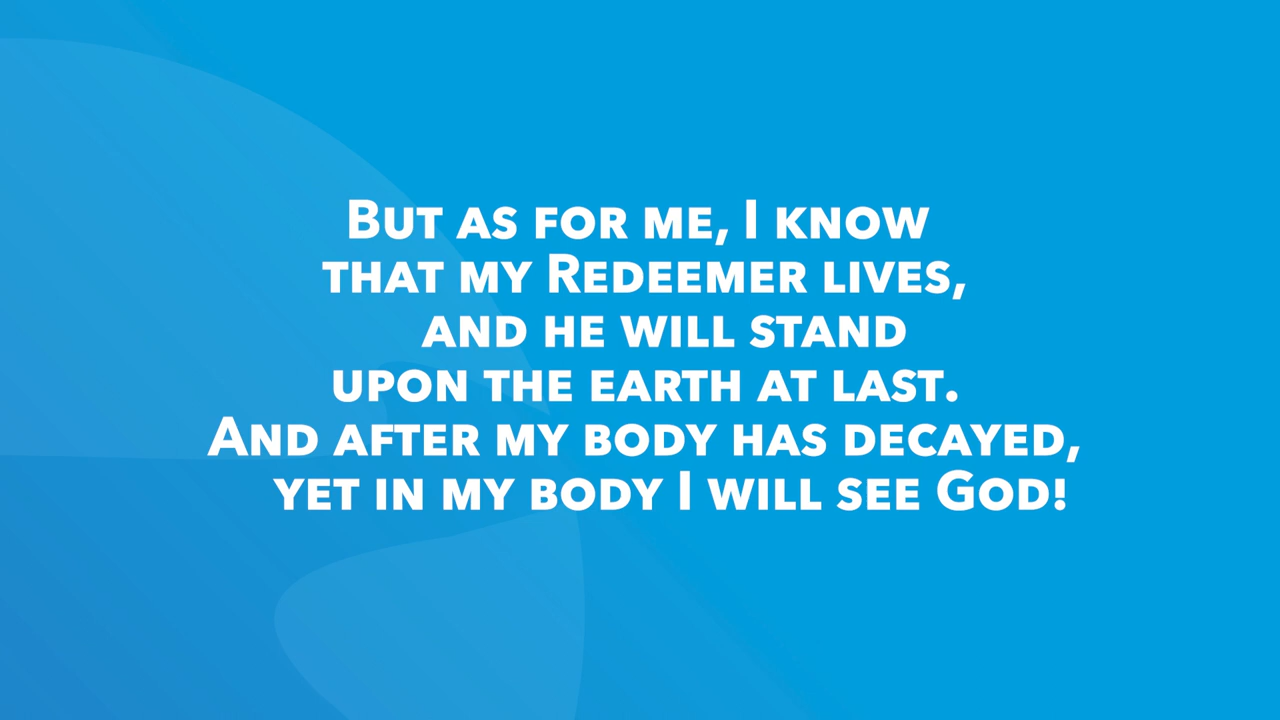 But as for me, I know
that my Redeemer lives,
and he will stand
upon the earth at last.
And after my body has decayed,
yet in my body I will see God!